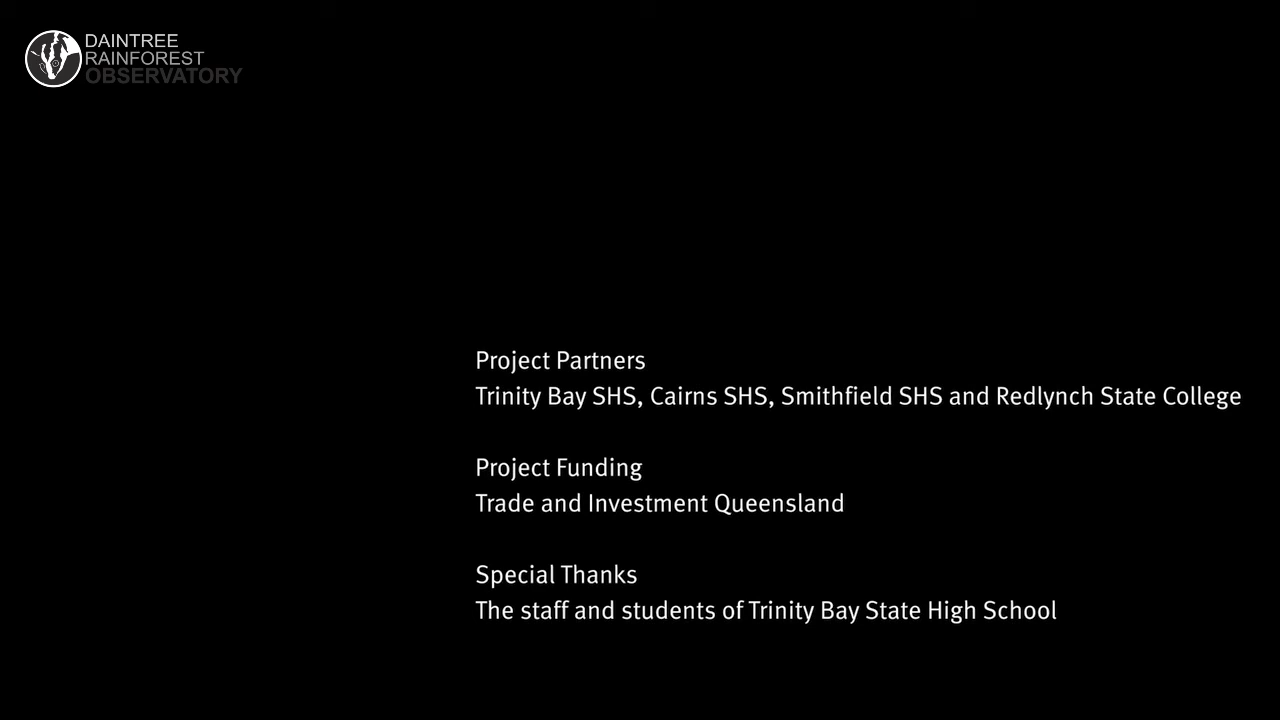 DAINTREE
RAINFOREST
OBSERVATORY
Project Partners
Trinity Bay SHS, Cairns SHS, Smithfield SHS and Redlynch State College
Project Funding
Trade and Investment Queensland
Special Thanks
The staff and students of Trinity Bay State High School